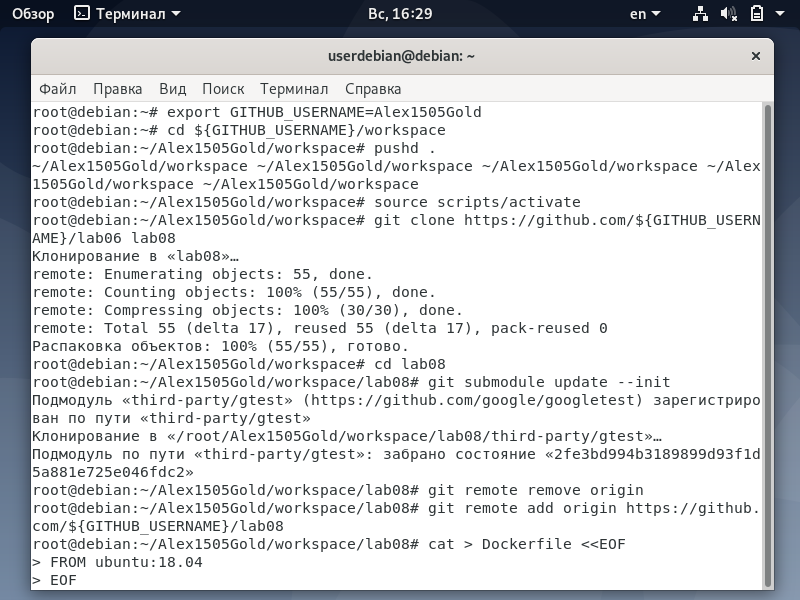 Обзор Терминал Вс, 16:29 en
userdebian@debian: ~
Файл Правка Вид Поиск Терминал Справка
root@debian:~# export GITHUB_USERNAME=Alex1505Gold
root@debian:~# cd ${GITHUB_USERNAME}/workspace
root@debian:~/Alex1505Gold/workspace# pushd .
~/Alex1505Gold/workspace ~/Alex1505Gold/workspace ~/Alex1505Gold/workspace ~/Alex
1505Gold/workspace ~/Alex1505Gold/workspace
root@debian:~/Alex1505Gold/workspace# source scripts/activate
root@debian:~/Alex1505Gold/workspace# git clone https://github.com/${GITHUB_USERN
AME}/lab06 lab08
Клонирование в «lab08»…
remote: Enumerating objects: 55, done.
remote: Counting objects: 100% (55/55), done.
remote: Compressing objects: 100% (30/30), done.
remote: Total 55 (delta 17), reused 55 (delta 17), pack-reused 0
Распаковка объектов: 100% (55/55), готово.
root@debian:~/Alex1505Gold/workspace# cd lab08
root@debian:~/Alex1505Gold/workspace/lab08# git submodule update --init
Подмодуль «third-party/gtest» (https://github.com/google/googletest) зарегистриро
ван по пути «third-party/gtest»
Клонирование в «/root/Alex1505Gold/workspace/lab08/third-party/gtest»…
Подмодуль по пути «third-party/gtest»: забрано состояние «2fe3bd994b3189899d93f1d
5a881e725e046fdc2»
root@debian:~/Alex1505Gold/workspace/lab08# git remote remove origin
root@debian:~/Alex1505Gold/workspace/lab08# git remote add origin https://github.
com/${GITHUB_USERNAME}/lab08
root@debian:~/Alex1505Gold/workspace/lab08# cat > Dockerfile <<EOF
> FROM ubuntu:18.04
> EOF